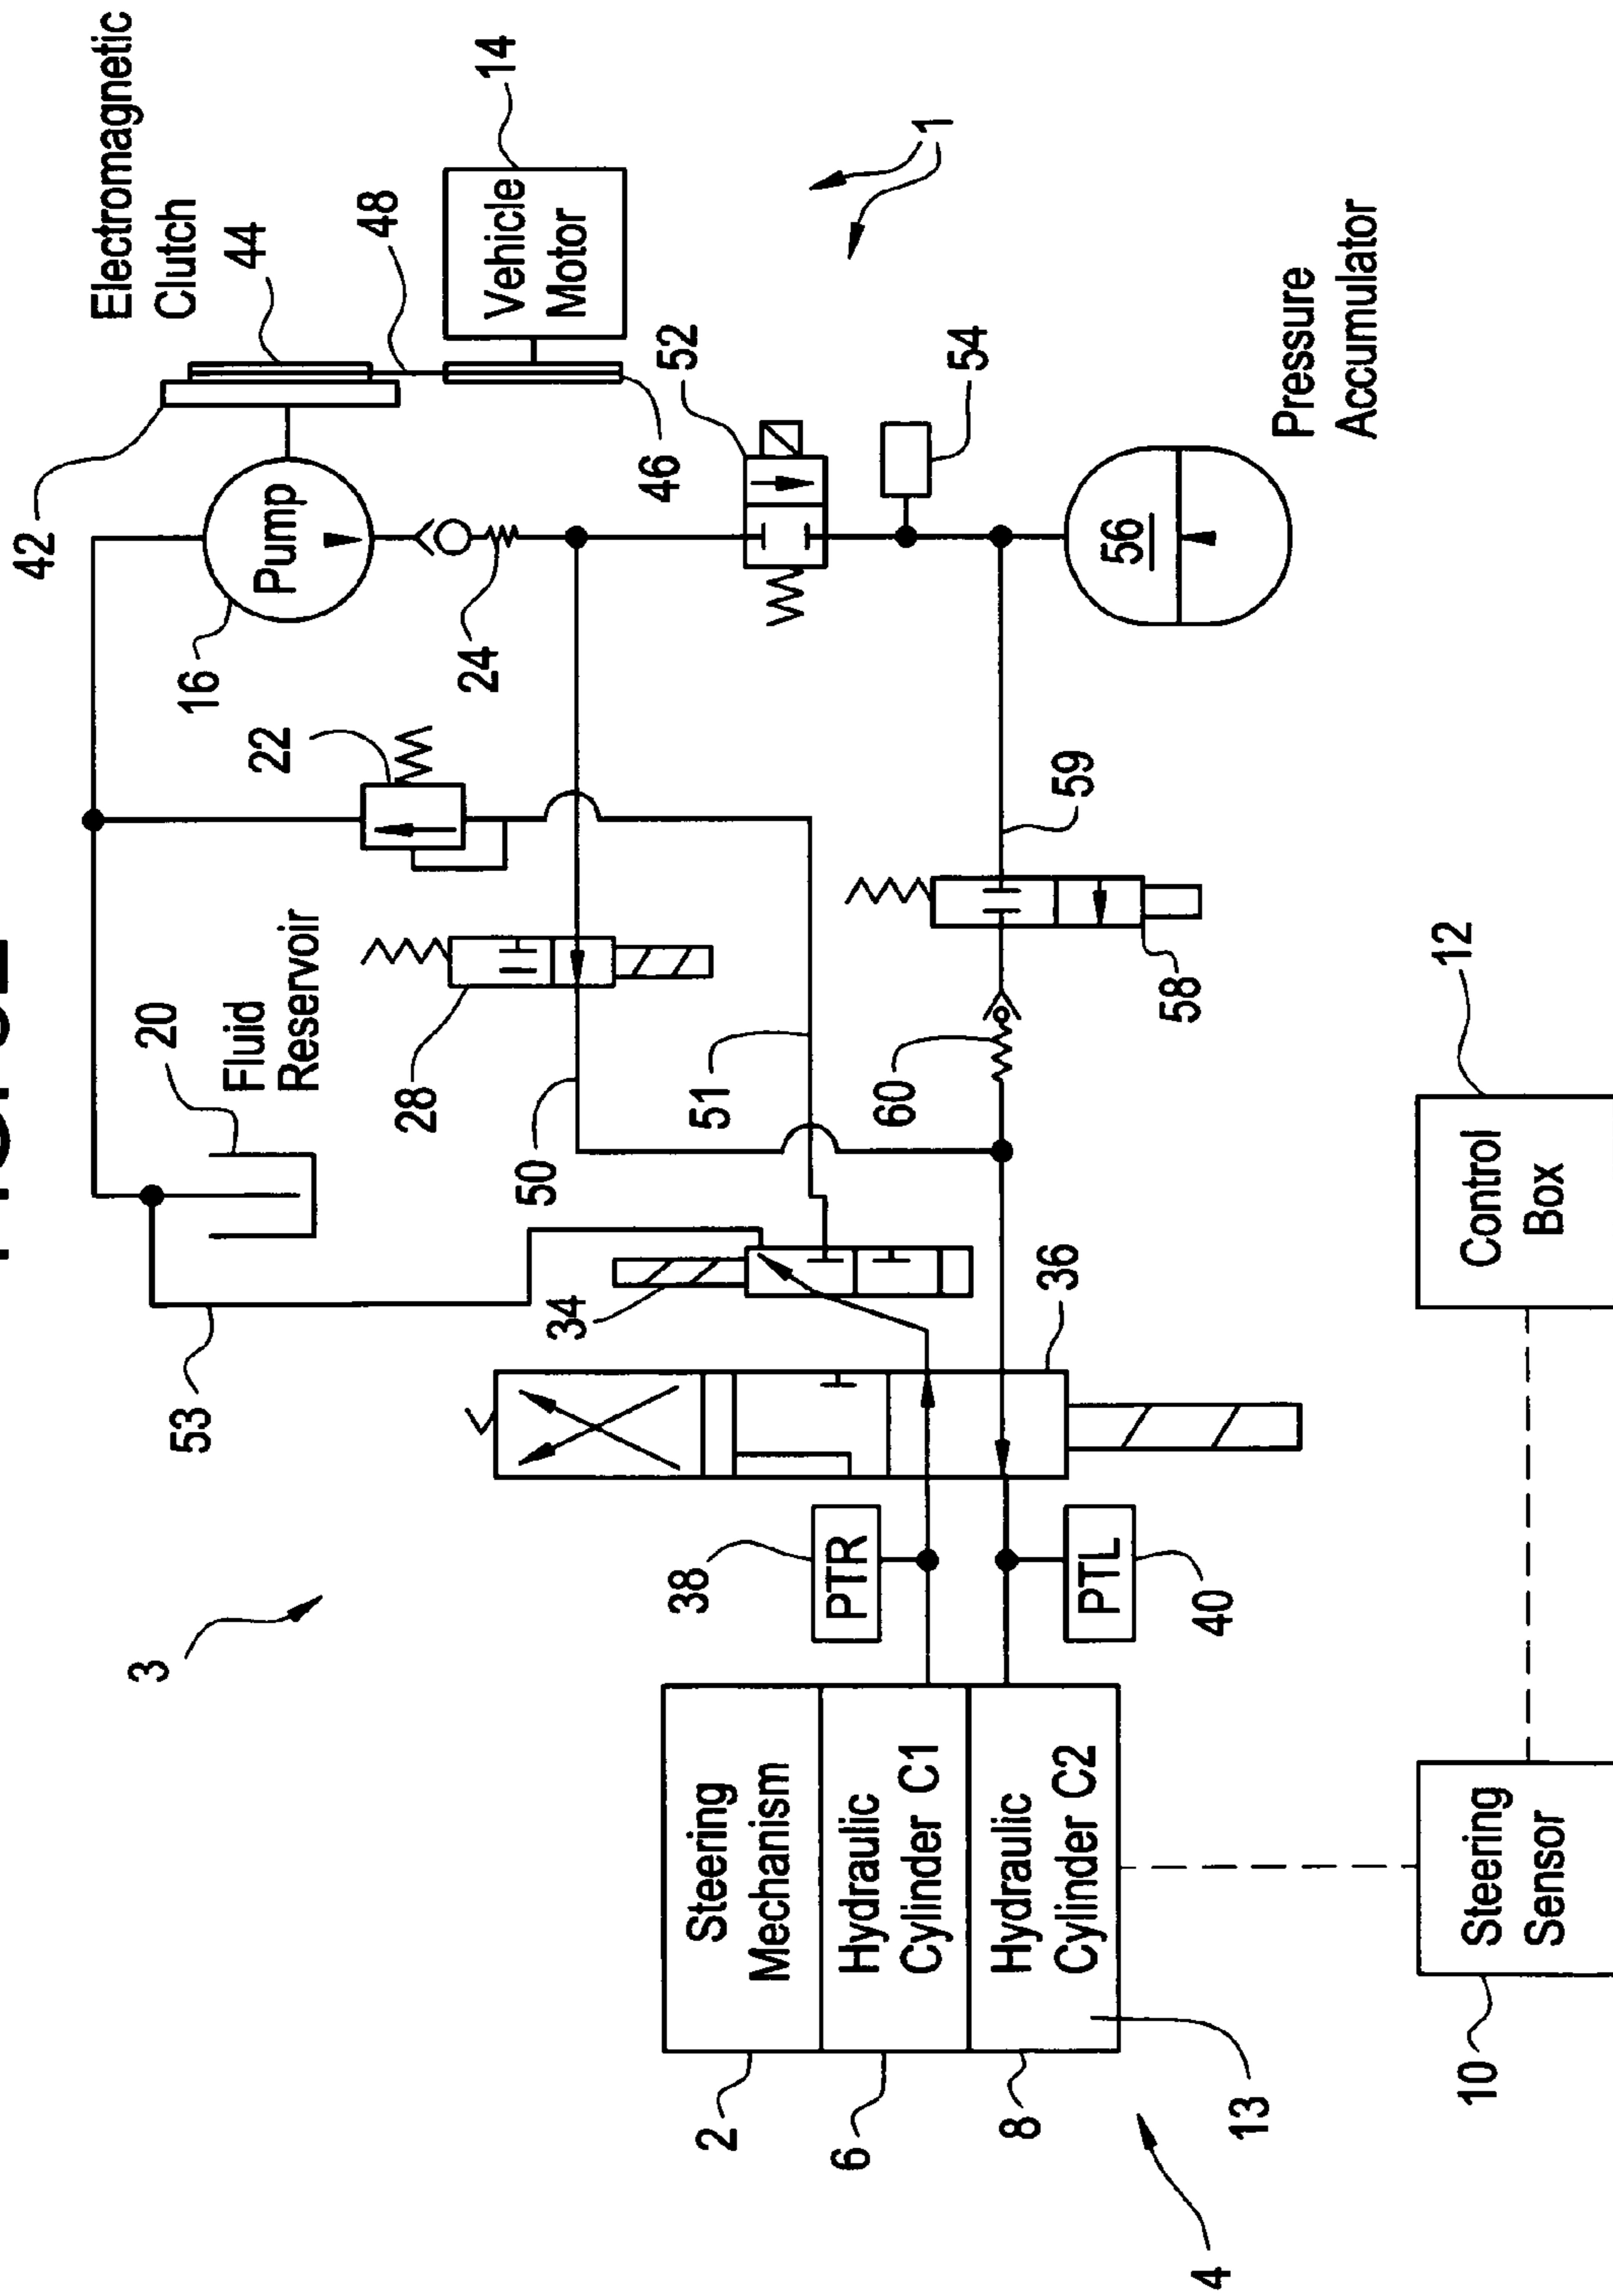 42
Electromagnetic
Clutch
44
48
14
Vehicle
Motor
3
53
20
Fluid
Reservoir
16
Pump
22
28
24
50
34
46
52
1
51
38
PTR
2
Steering
Mechanism
6
Hydraulic
Cylinder C1
8
Hydraulic
Cylinder C2
13
4
PTL
40
36
60
58
59
54
56
Pressure
Accumulator
10
Steering
Sensor
12
Control
Box